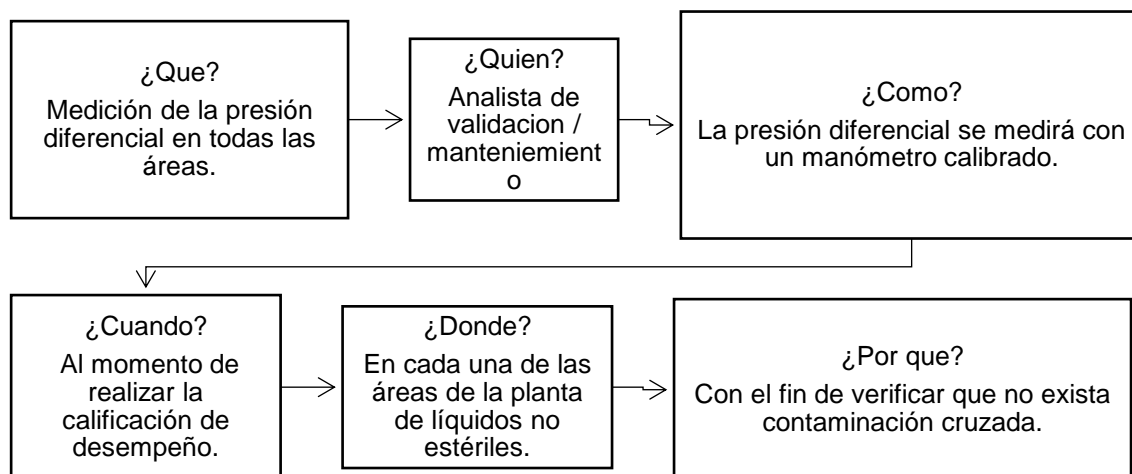 ¿Que?
Medición de la presión
diferencial en todas las
áreas.
¿Quien?
Analista de
validacion /
manteniemient
o
¿Como?
La presión diferencial se medirá con
un manómetro calibrado.
¿Cuando?
Al momento de
realizar la
calificación de
desempeño.
¿Donde?
En cada una de las
áreas de la planta
de líquidos no
estériles.
¿Por que?
Con el fin de verificar que no exista
contaminación cruzada.